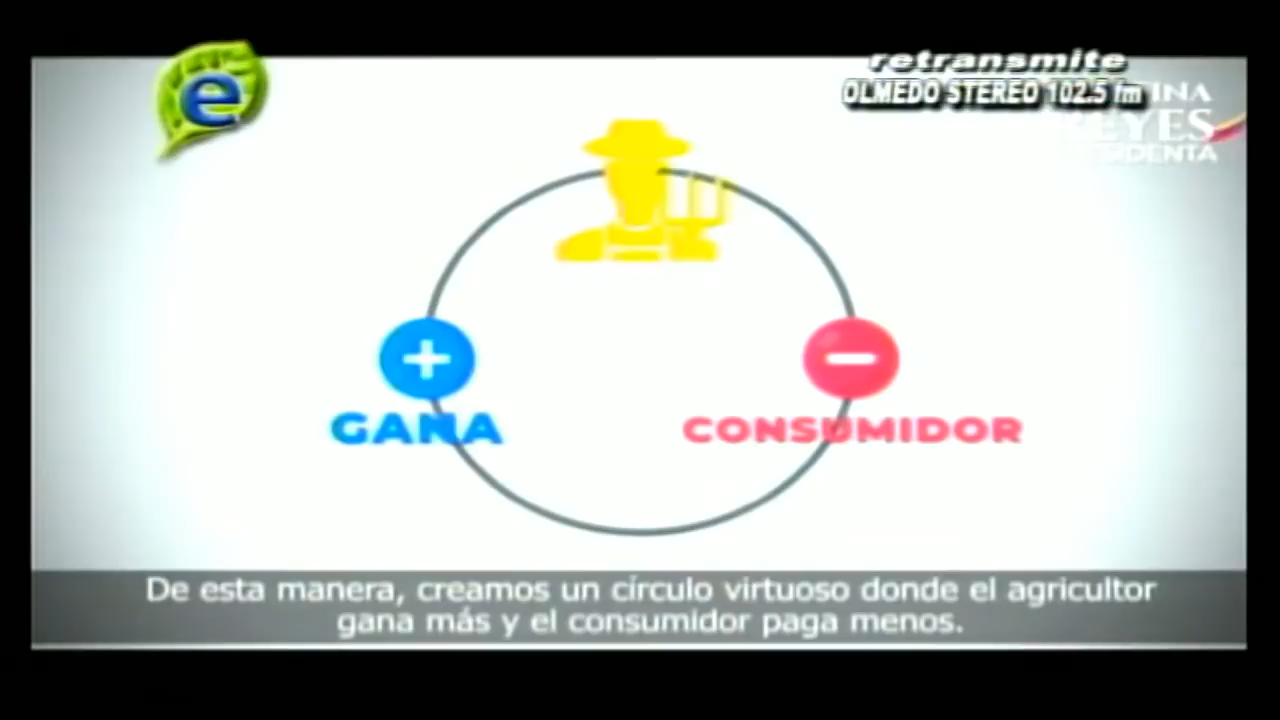 e
retransmite
OLMEDO STEREO 102.5 fm
REYES
GANA
CONSUMIDOR
De esta manera, creamos un círculo virtuoso donde el agricultor
gana más y el consumidor paga menos.